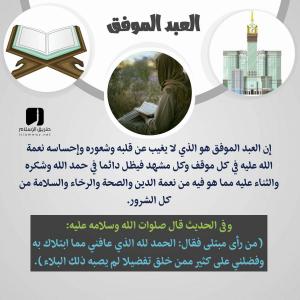 العبد الموفق
طريق الإسلام
islamway.net
إن العبد الموفق هو الذي لا يغيب عن قلبه وشعوره وإحساسه نعمة
الله عليه في كل موقف وكل مشهد فيظل دائما في حمد الله وشكره
والثناء عليه مما هو فيه من نعمة الدين والصحة والرخاء والسلامة من
كل الشرور.
وفى الحديث قال صلوات الله وسلامه عليه:
( من رأى مبتلى فقال: الحمد لله الذي عافني مما ابتلاك به
وفضلني على كثير ممن خلق تفضيلا لم يصبه ذلك البلاء ).